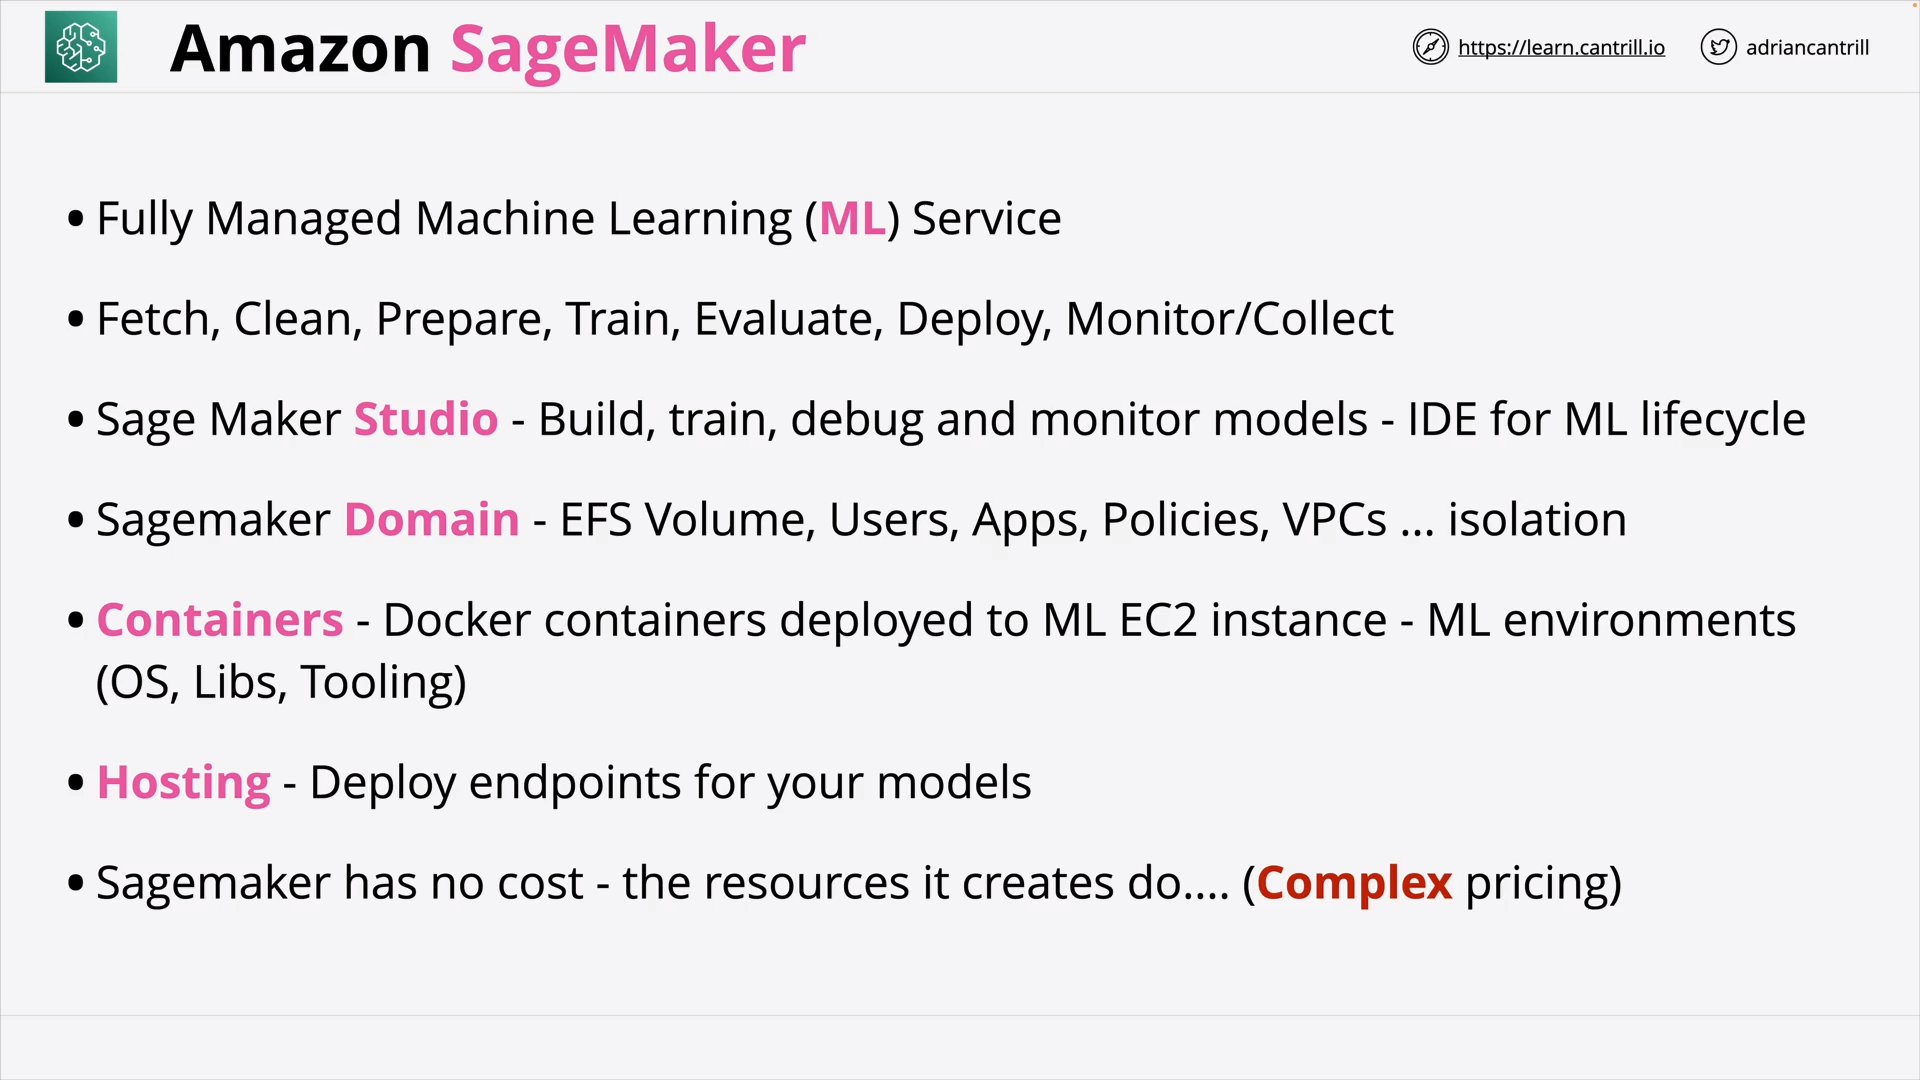 Amazon SageMaker
https://learn.cantrill.io
adriancantrill
• Fully Managed Machine Learning (ML) Service
• Fetch, Clean, Prepare, Train, Evaluate, Deploy, Monitor/Collect
• Sage Maker Studio - Build, train, debug and monitor models - IDE for ML lifecycle
• Sagemaker Domain - EFS Volume, Users, Apps, Policies, VPCs ... isolation
• Containers - Docker containers deployed to ML EC2 instance - ML environments
(OS, Libs, Tooling)
• Hosting - Deploy endpoints for your models
• Sagemaker has no cost - the resources it creates do.... (Complex pricing)